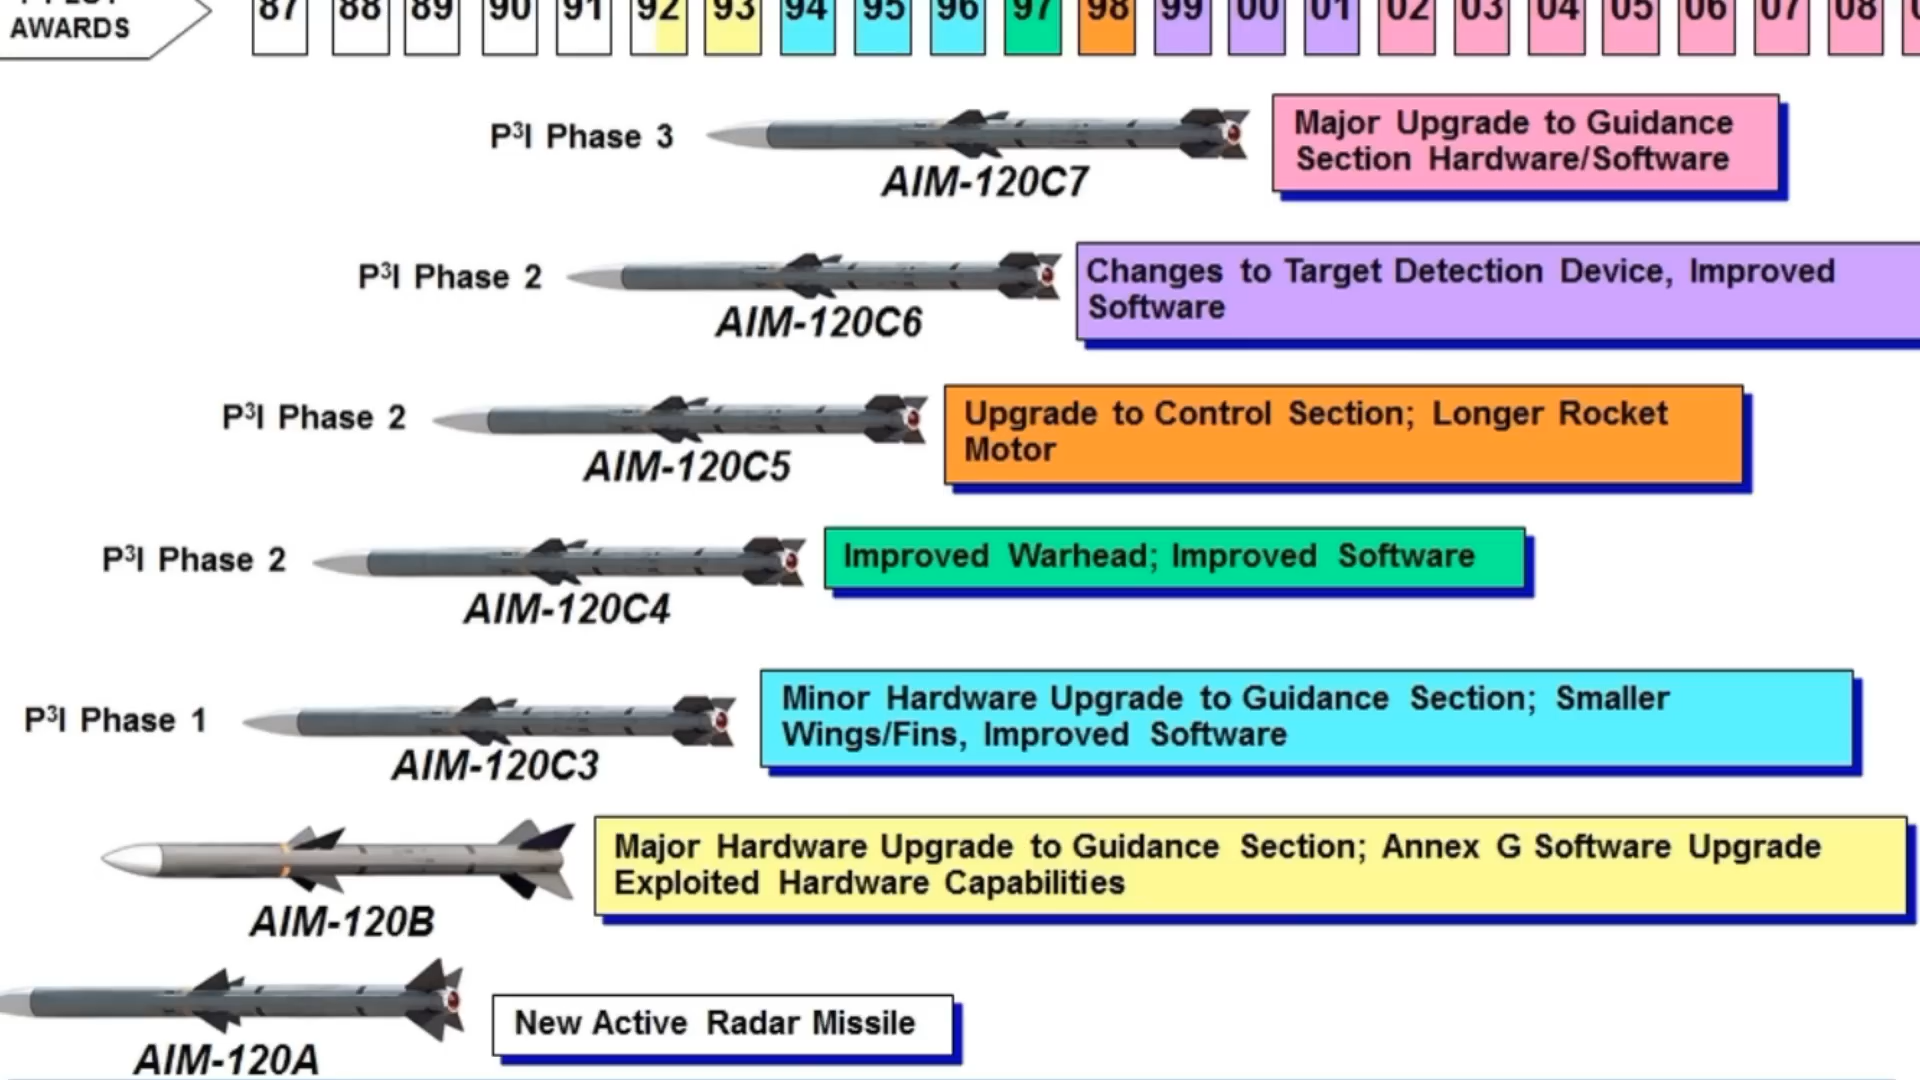 AWARDS
87 88 89 90 91 92 93 94 95 96 97 98 99 00 01 02 03 04 05 06 07 08
P³I Phase 3
AIM-120C7
Major Upgrade to Guidance
Section Hardware/Software
P³I Phase 2
AIM-120C6
Changes to Target Detection Device, Improved
Software
P³I Phase 2
AIM-120C5
Upgrade to Control Section; Longer Rocket
Motor
P³I Phase 2
AIM-120C4
Improved Warhead; Improved Software
P³I Phase 1
AIM-120C3
Minor Hardware Upgrade to Guidance Section; Smaller
Wings/Fins, Improved Software
AIM-120B
Major Hardware Upgrade to Guidance Section; Annex G Software Upgrade
Exploited Hardware Capabilities
AIM-120A
New Active Radar Missile